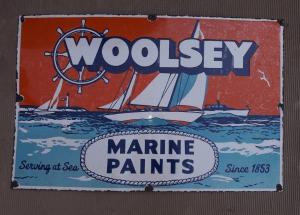 WOOLSEY
MARINE
PAINTS
Serving at Sea
Since 1853